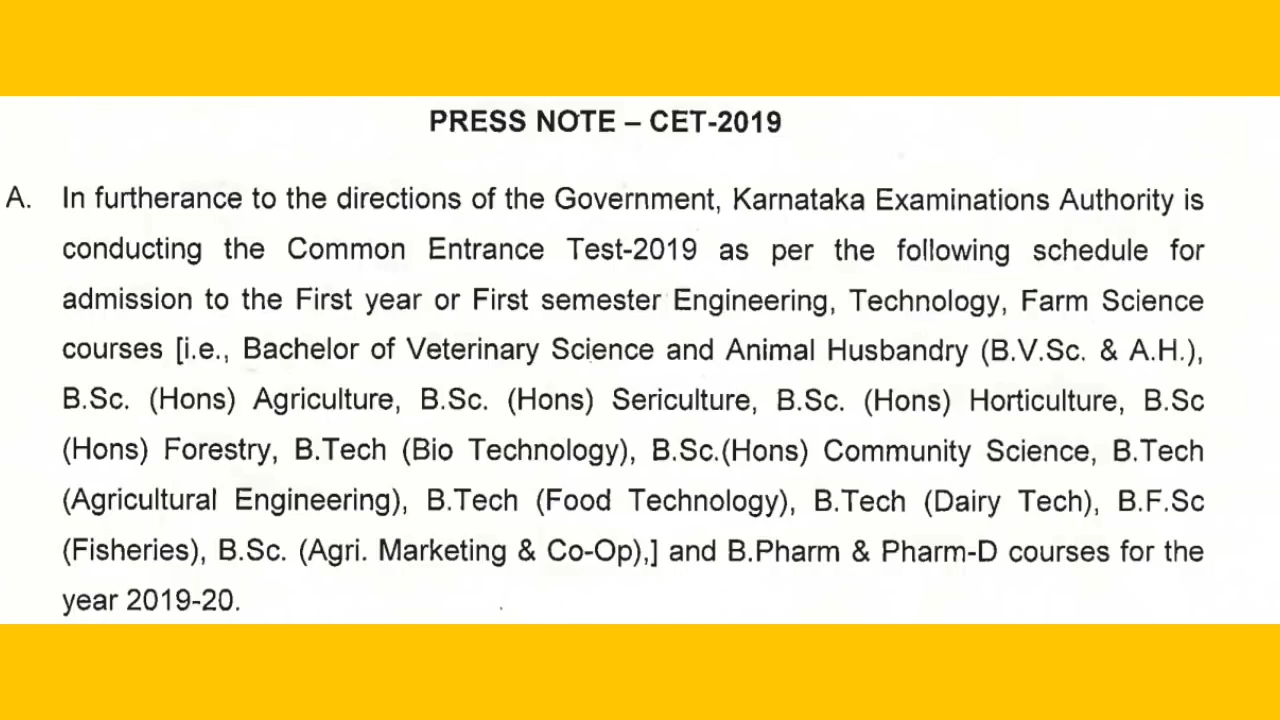 PRESS NOTE – CET-2019
A. In furtherance to the directions of the Government, Karnataka Examinations Authority is
conducting the Common Entrance Test-2019 as per the following schedule for
admission to the First year or First semester Engineering, Technology, Farm Science
courses [i.e., Bachelor of Veterinary Science and Animal Husbandry (B.V.Sc. & A.H.),
B.Sc. (Hons) Agriculture, B.Sc. (Hons) Sericulture, B.Sc. (Hons) Horticulture, B.Sc
(Hons) Forestry, B.Tech (Bio Technology), B.Sc.(Hons) Community Science, B.Tech
(Agricultural Engineering), B.Tech (Food Technology), B.Tech (Dairy Tech), B.F.Sc
(Fisheries), B.Sc. (Agri. Marketing & Co-Op),] and B.Pharm & Pharm-D courses for the
year 2019-20.